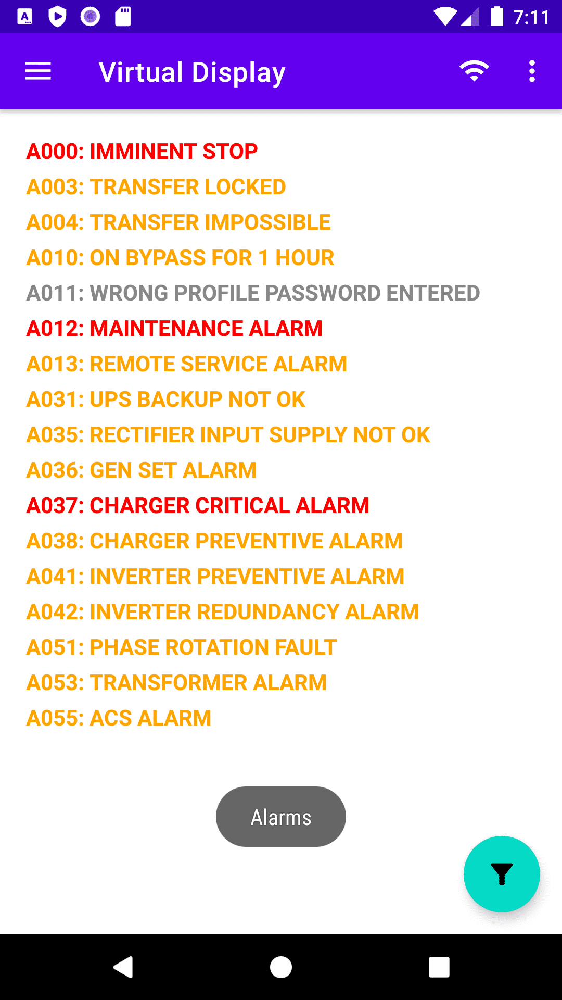 7:11
Virtual Display
A000: IMMINENT STOP
A003: TRANSFER LOCKED
A004: TRANSFER IMPOSSIBLE
A010: ON BYPASS FOR 1 HOUR
A011: WRONG PROFILE PASSWORD ENTERED
A012: MAINTENANCE ALARM
A013: REMOTE SERVICE ALARM
A031: UPS BACKUP NOT OK
A035: RECTIFIER INPUT SUPPLY NOT OK
A036: GEN SET ALARM
A037: CHARGER CRITICAL ALARM
A038: CHARGER PREVENTIVE ALARM
A041: INVERTER PREVENTIVE ALARM
A042: INVERTER REDUNDANCY ALARM
A051: PHASE ROTATION FAULT
A053: TRANSFORMER ALARM
A055: ACS ALARM
Alarms